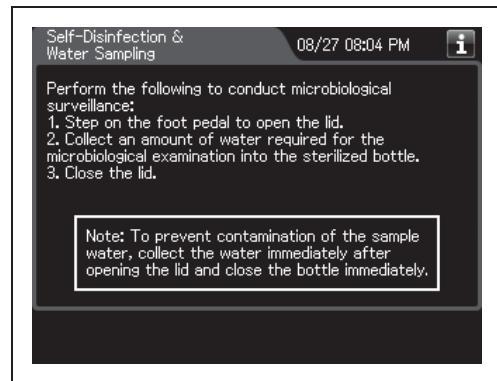 Self-Disinfection &
Water Sampling
08/27 08:04 PM
i
Perform the following to conduct microbiological
surveillance:
1. Step on the foot pedal to open the lid.
2. Collect an amount of water required for the
microbiological examination into the sterilized bottle.
3. Close the lid.
Note: To prevent contamination of the sample
water, collect the water immediately after
opening the lid and close the bottle immediately.